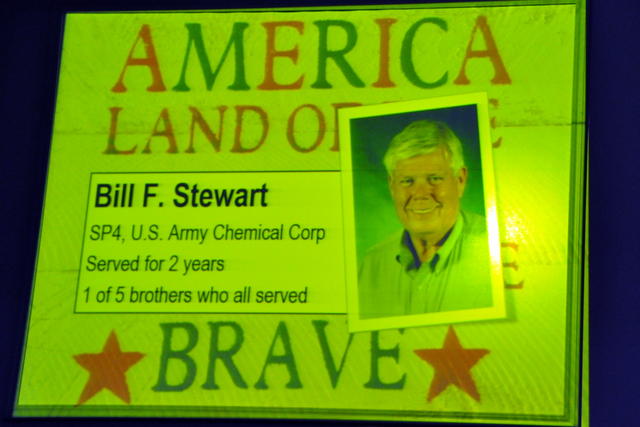 AMERICA
LAND OF
Bill F. Stewart
SP4, U.S. Army Chemical Corp
Served for 2 years
1 of 5 brothers who all served
E
E
BRAVE